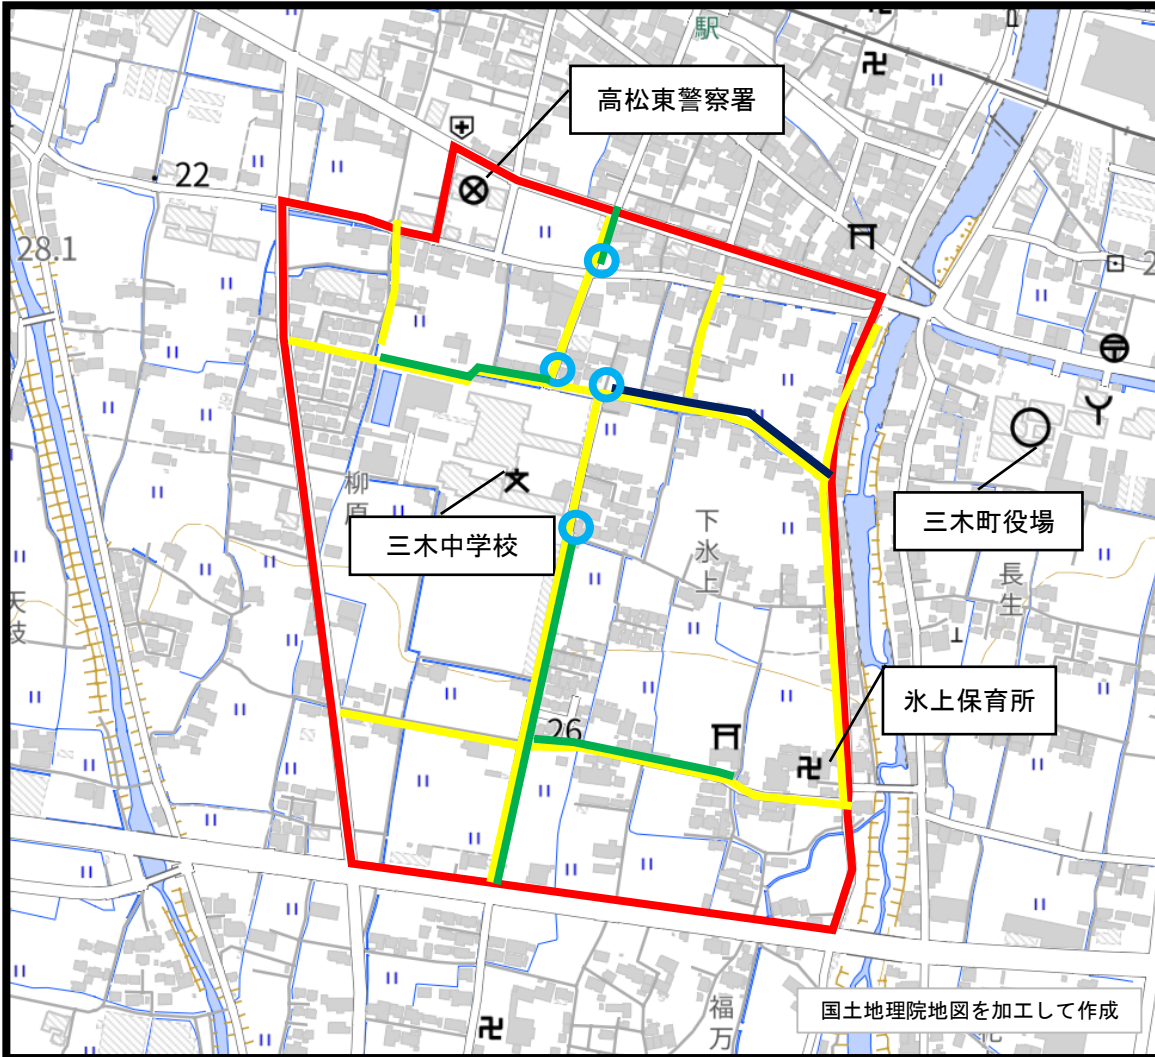 駅
高松東警察署
22
28.1
2
柳原
三木中学校
下氷上
三木町役場
長生
天枝
氷上保育所
26
福万
国土地理院地図を加工して作成